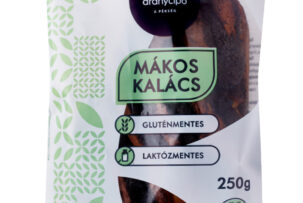 aranycipó
A PÉKSÉG
MÁKOS
KALÁCS
GLUTÉNMENTES
LAKTÓZMENTES
250g